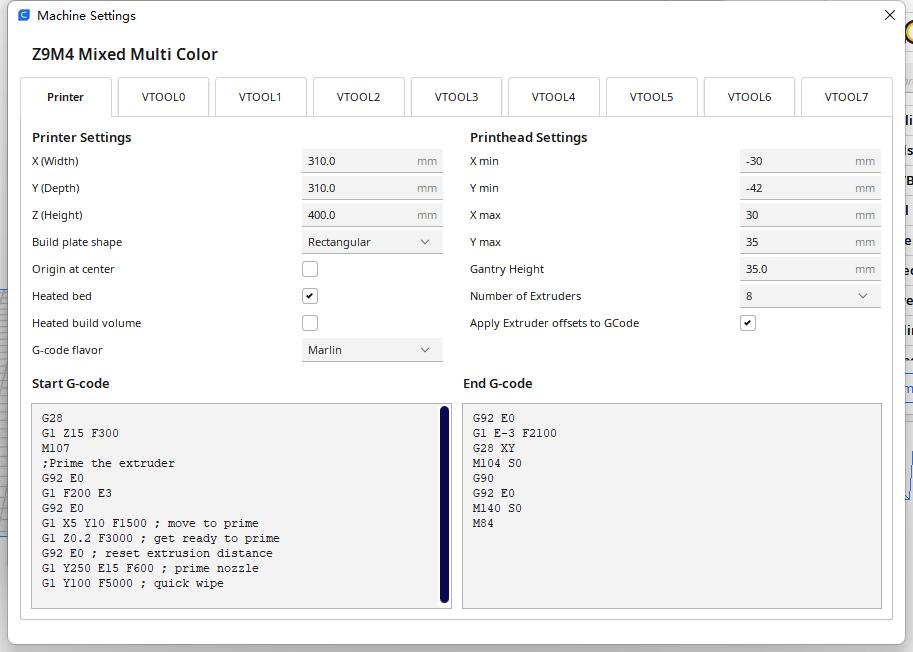 Machine Settings
Z9M4 Mixed Multi Color
Printer VTOOL0 VTOOL1 VTOOL2 VTOOL3 VTOOL4 VTOOL5 VTOOL6 VTOOL7
Printer Settings
X (Width) 310.0 mm
Y (Depth) 310.0 mm
Z (Height) 400.0 mm
Build plate shape Rectangular
Origin at center
Heated bed
Heated build volume
G-code flavor Marlin
Printhead Settings
X min -30 mm
Y min -42 mm
X max 30 mm
Y max 35 mm
Gantry Height 35.0 mm
Number of Extruders 8
Apply Extruder offsets to GCode
Start G-code
G28
G1 Z15 F300
M107
;Prime the extruder
G92 E0
G1 F200 E3
G92 E0
G1 X5 Y10 F1500 ; move to prime
G1 Z0.2 F3000 ; get ready to prime
G92 E0 ; reset extrusion distance
G1 Y250 E15 F600 ; prime nozzle
G1 Y100 F5000 ; quick wipe
End G-code
G92 E0
G1 E-3 F2100
G28 XY
M104 S0
G90
G92 E0
M140 S0
M84